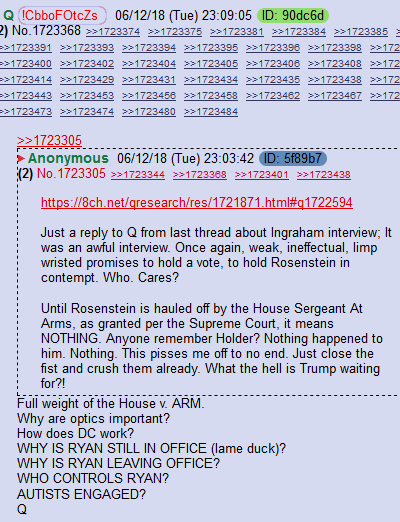 Q !CbboFOtcZs 06/12/18 (Tue) 23:09:05 ID: 90dc6d
2) No.1723368 >>1723374 >>1723375 >>1723381 >>1723384 >>1723385
>>1723391 >>1723393 >>1723394 >>1723395 >>1723396 >>1723398 >>172
>>1723400 >>1723402 >>1723404 >>1723405 >>1723406 >>1723412 >>172
>>1723414 >>1723429 >>1723431 >>1723434 >>1723435 >>1723438 >>172
>>1723453 >>1723454 >>1723456 >>1723458 >>1723462 >>1723467 >>172
>>1723473 >>1723474 >>1723480 >>1723484
>>1723305
Anonymous 06/12/18 (Tue) 23:03:42 ID: 5f89b7
(2) No.1723305 >>1723344 >>1723368 >>1723401 >>1723438
https://8ch.net/qresearch/res/1721871.html#q1722594
Just a reply to Q from last thread about Ingraham interview; It
was an awful interview. Once again, weak, ineffectual, limp
wristed promises to hold a vote, to hold Rosenstein in
contempt. Who. Cares?
Until Rosenstein is hauled off by the House Sergeant At
Arms, as granted per the Supreme Court, it means
NOTHING. Anyone remember Holder? Nothing happened to
him. Nothing. This pisses me off to no end. Just close the
fist and crush them already. What the hell is Trump waiting
for?!
Full weight of the House v. ARM.
Why are optics important?
How does DC work?
WHY IS RYAN STILL IN OFFICE (lame duck)?
WHY IS RYAN LEAVING OFFICE?
WHO CONTROLS RYAN?
AUTISTS ENGAGED?
Q